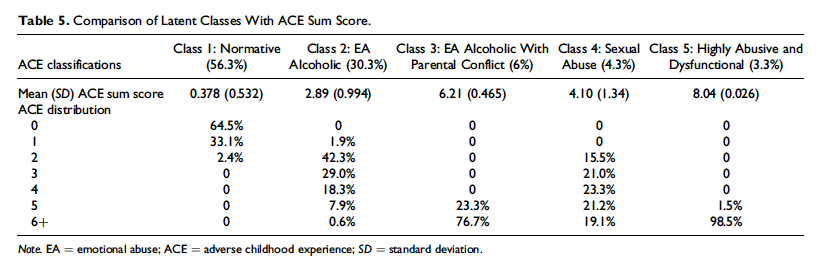 Table 5. Comparison of Latent Classes With ACE Sum Score.
Class 1: Normative Class 2: EA Class 3: EA Alcoholic With Class 4: Sexual Class 5: Highly Abusive and
ACE classifications (56.3%) Alcoholic (30.3%) Parental Conflict (6%) Abuse (4.3%) Dysfunctional (3.3%)
Mean (SD) ACE sum score 0.378 (0.532) 2.89 (0.994) 6.21 (0.465) 4.10 (1.34) 8.04 (0.026)
ACE distribution
0 64.5% 0 0 0 0
1 33.1% 1.9% 0 0 0
2 2.4% 42.3% 0 15.5% 0
3 0 29.0% 0 21.0% 0
4 0 18.3% 0 23.3% 0
5 0 7.9% 23.3% 21.2% 1.5%
6+ 0 0.6% 76.7% 19.1% 98.5%
Note. EA = emotional abuse; ACE = adverse childhood experience; SD = standard deviation.